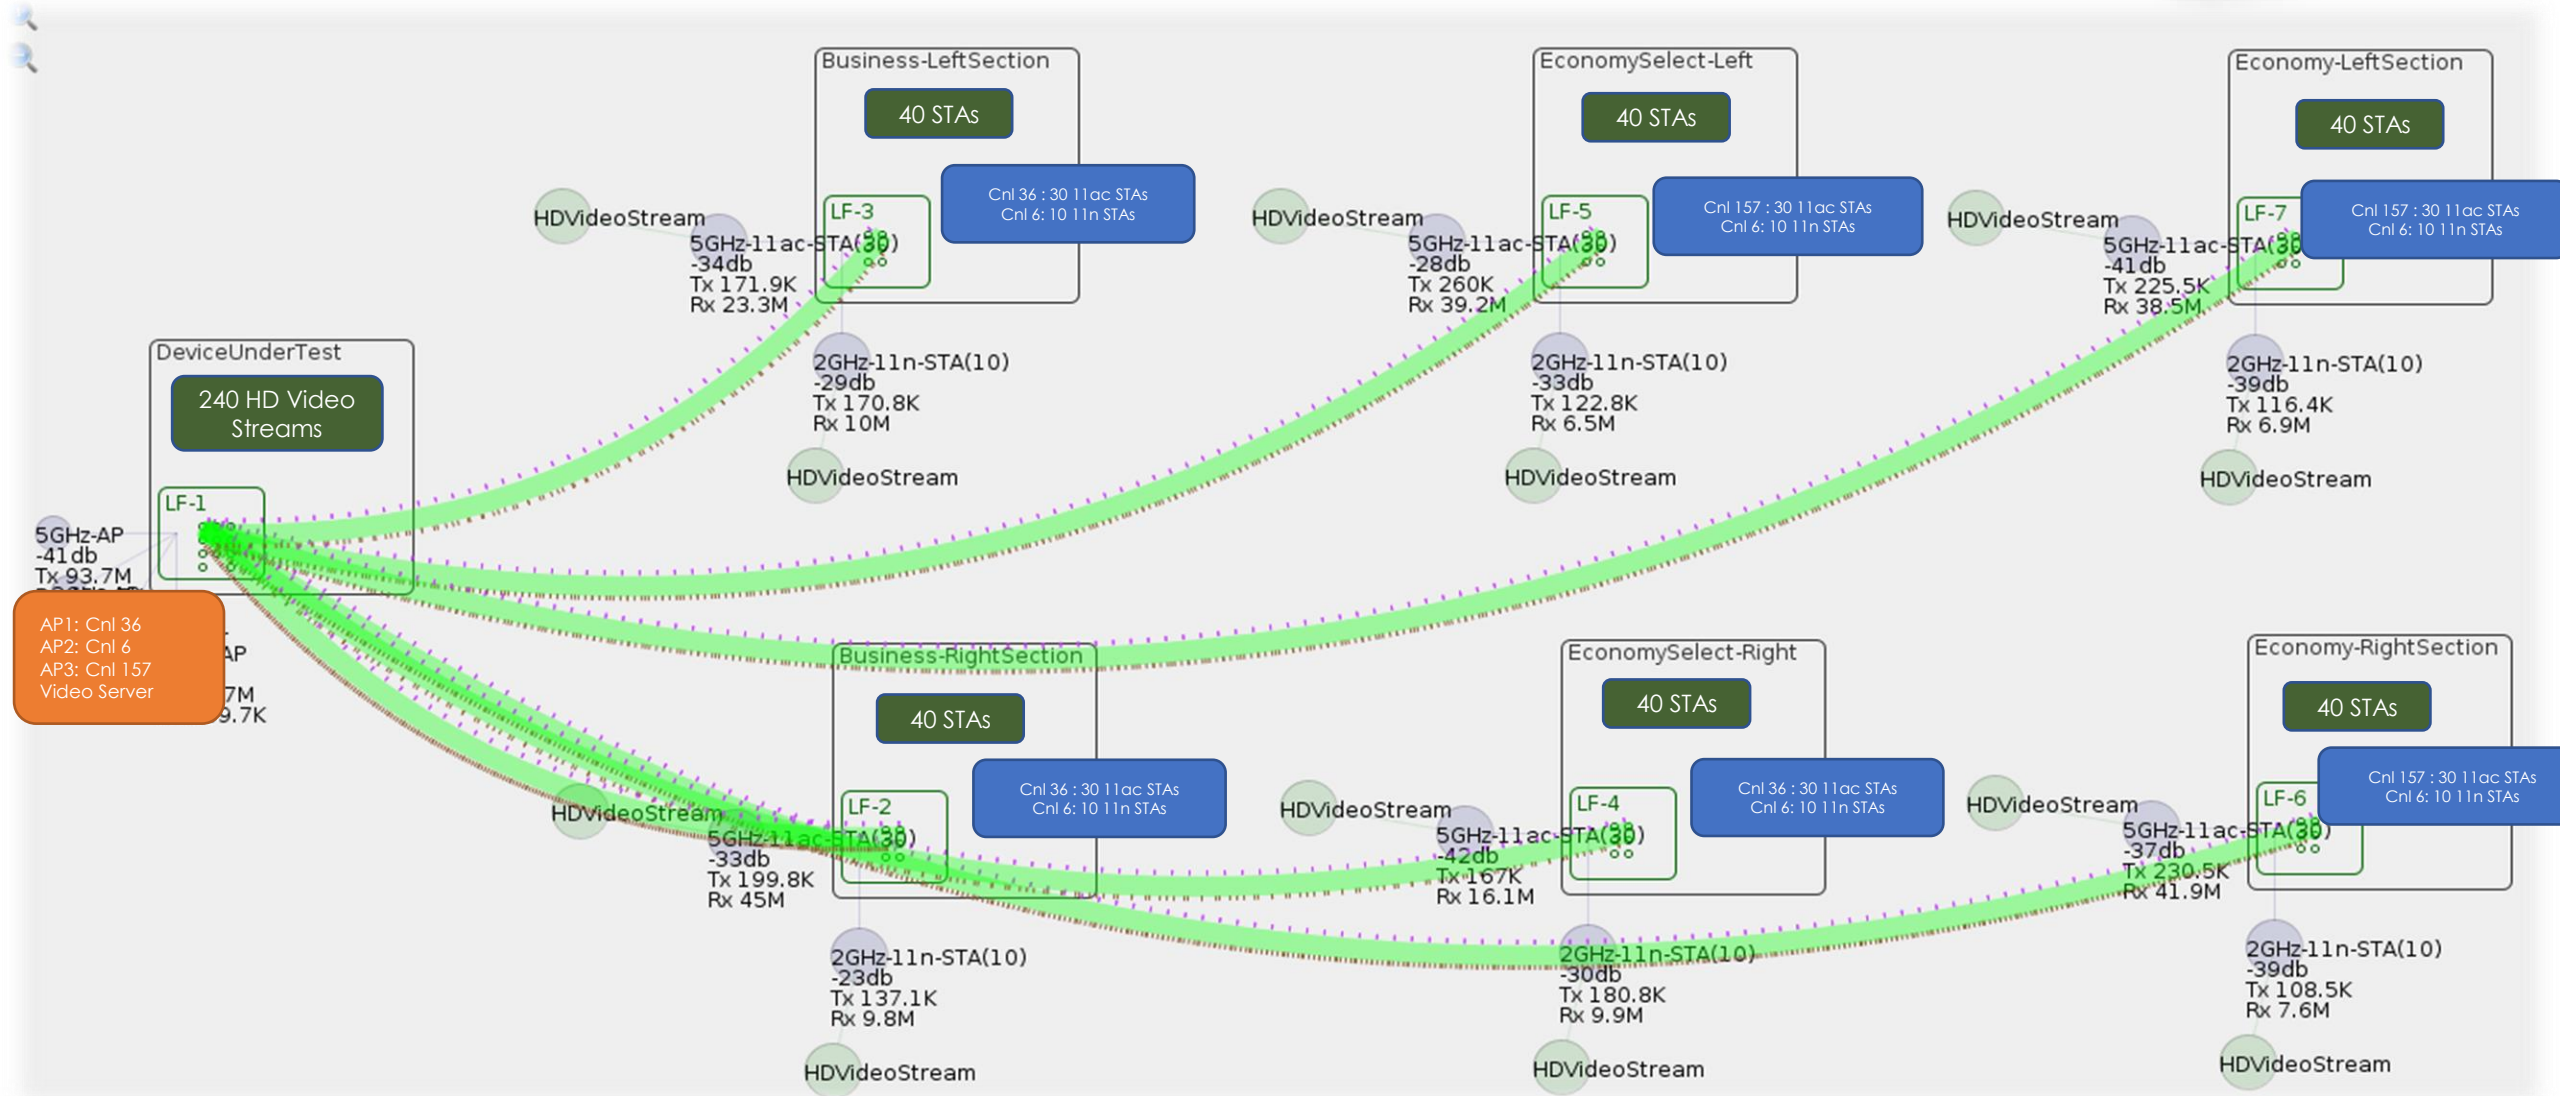 Business-LeftSection
40 STAs
Cnl 36 : 30 11ac STAs
Cnl 6: 10 11n STAs
LF-3
HDVideoStream
5GHz-11ac-STA(30)
-34db
Tx 171.9K
Rx 23.3M
2GHz-11n-STA(10)
-29db
Tx 170.8K
Rx 10M
HDVideoStream
EconomySelect-Left
40 STAs
Cnl 157 : 30 11ac STAs
Cnl 6: 10 11n STAs
LF-5
HDVideoStream
5GHz-11ac-STA(30)
-28db
Tx 260K
Rx 39.2M
2GHz-11n-STA(10)
-33db
Tx 122.8K
Rx 6.5M
HDVideoStream
Economy-LeftSection
40 STAs
Cnl 157 : 30 11ac STAs
Cnl 6: 10 11n STAs
LF-7
HDVideoStream
5GHz-11ac-STA(30
-41db
Tx 225.5K
Rx 38.5M
2GHz-11n-STA(10)
-39db
Tx 116.4K
Rx 6.9M
HDVideoStream
DeviceUnderTest
240 HD Video
Streams
LF-1
5GHz-AP
-41db
Tx 93.7M
AP1: Cnl 36
AP2: Cnl 6
AP3: Cnl 157
Video Server
AP
7M
9.7K
Business-RightSection
40 STAs
Cnl 36 : 30 11ac STAs
Cnl 6: 10 11n STAs
LF-2
HDVideoStream
5GHz-11ac-STA(30)
-33db
Tx 199.8K
Rx 45M
2GHz-11n-STA(10)
-23db
Tx 137.1K
Rx 9.8M
HDVideoStream
EconomySelect-Right
40 STAs
Cnl 36 : 30 11ac STAs
Cnl 6: 10 11n STAs
LF-4
HDVideoStream
5GHz-11ac-STA(30)
-42db
Tx 167K
Rx 16.1M
2GHz-11n-STA(10)
-30db
Tx 180.8K
Rx 9.9M
HDVideoStream
Economy-RightSection
40 STAs
Cnl 157 : 30 11ac STAs
Cnl 6: 10 11n STAs
LF-6
HDVideoStream
5GHz-11ac-STA(30)
-37db
Tx 230.5K
Rx 41.9M
2GHz-11n-STA(10)
-39db
Tx 108.5K
Rx 7.6M
HDVideoStream